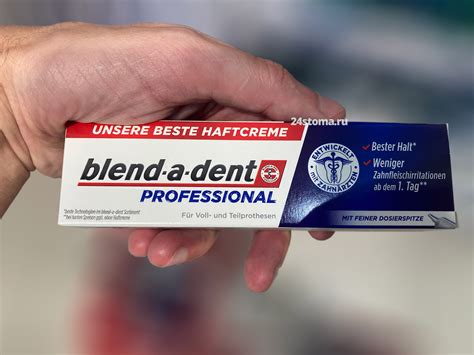 24stoma.ru
UNSERE BESTE HAFTCREME
blend-a-dent
PROFESSIONAL
Für Voll- und Teilprothesen
ENTWICKELT
MIT ZAHNÄRZTEN
Bester Halt*
Weniger
Zahnfleischirritationen
ab dem 1. Tag**
MIT FEINER DOSIERSPITZE